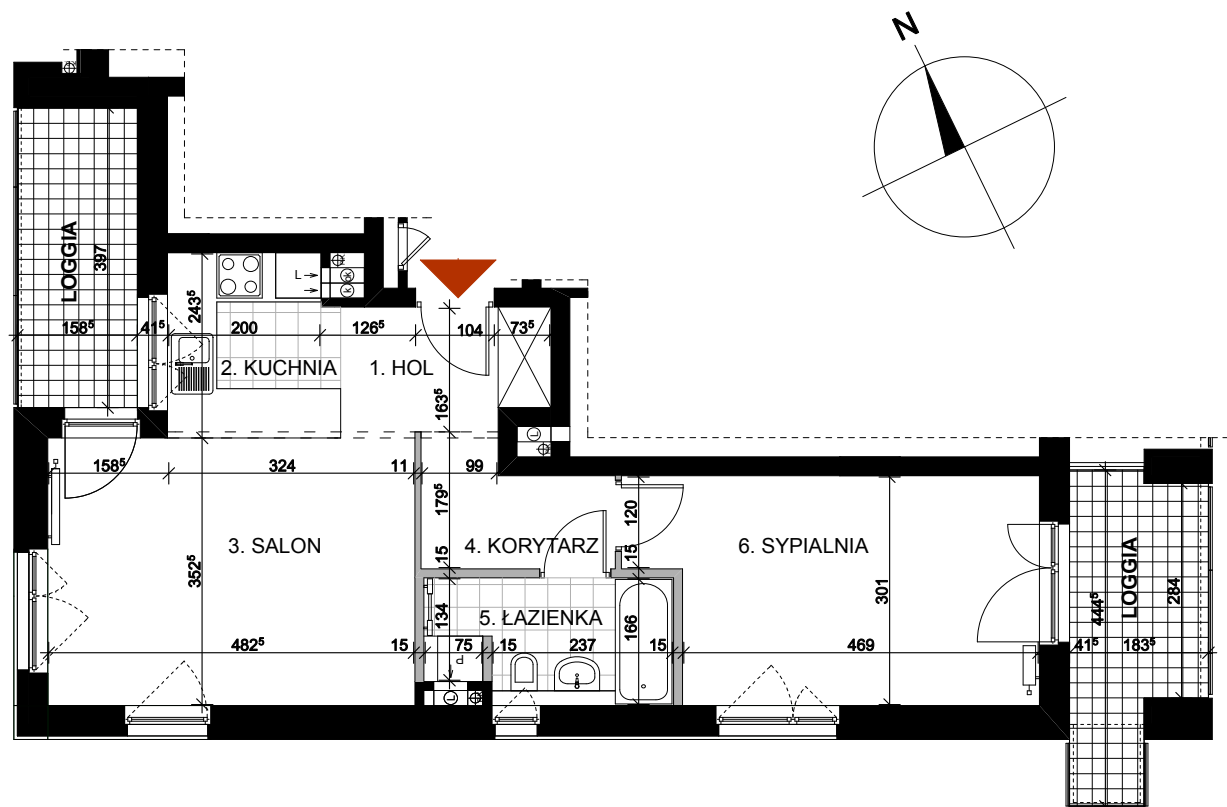 N
LOGGIA
397
158⁵
41⁵
243⁵
200
126⁵
104
73⁵
L
k
k
2. KUCHNIA
1. HOL
163⁵
L
158⁵
324
11
99
179⁵
120
15
15
3. SALON
4. KORYTARZ
6. SYPIALNIA
352⁵
301
LOGGIA
444⁵
284
5. ŁAZIENKA
134
166
482⁵
15
75
15
237
15
469
41⁵
183⁵
P
L